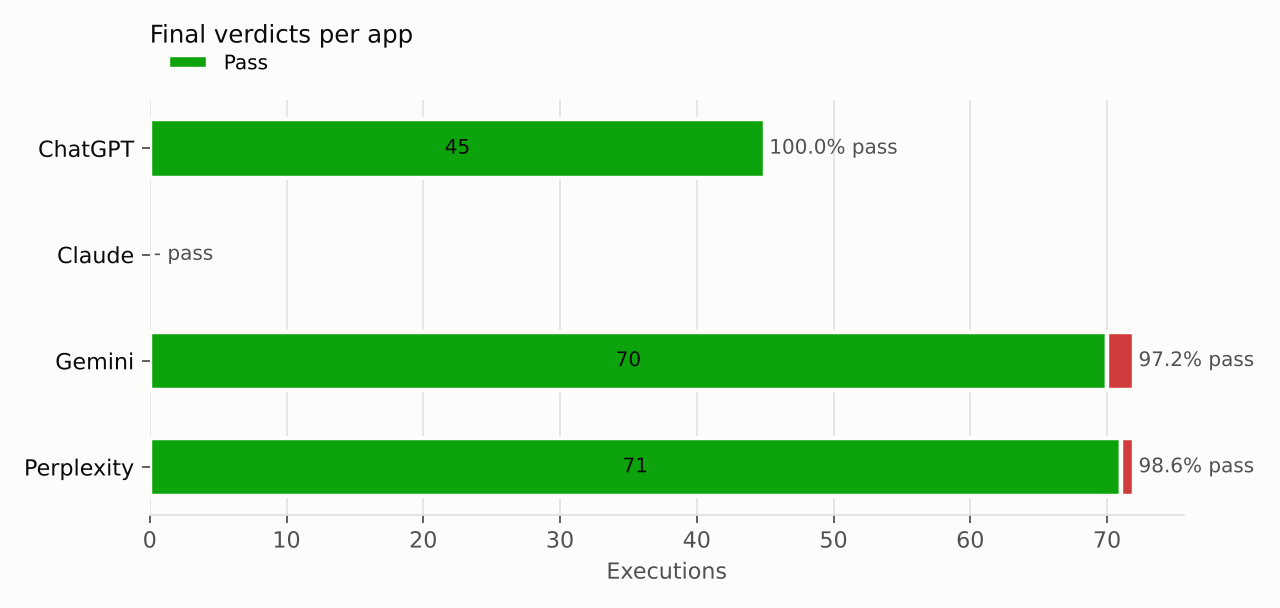 Final verdicts per app
Pass
ChatGPT
45
100.0% pass
Claude
- pass
Gemini
70
97.2% pass
Perplexity
71
98.6% pass
0 10 20 30 40 50 60 70
Executions